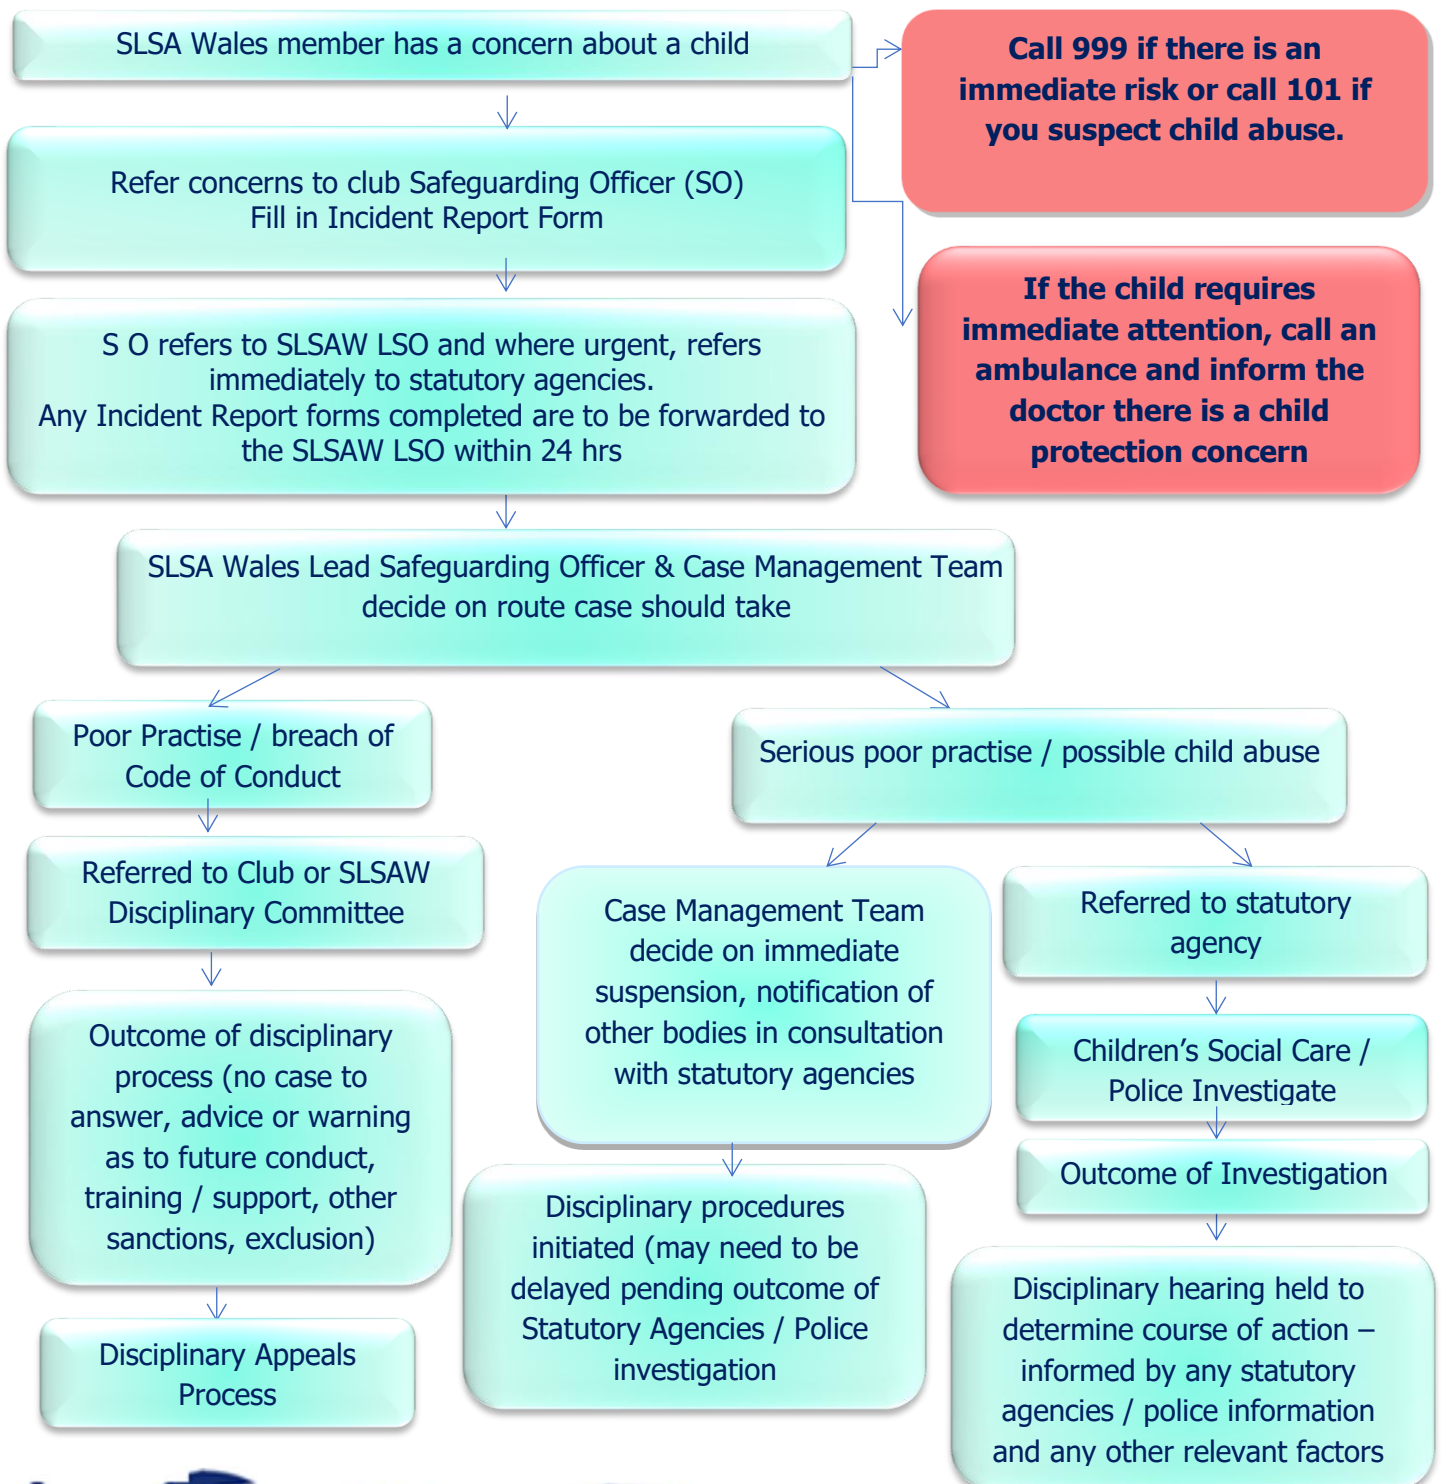 SLSA Wales member has a concern about a child
Call 999 if there is an
immediate risk or call 101 if
you suspect child abuse.
Refer concerns to club Safeguarding Officer (SO)
Fill in Incident Report Form
If the child requires
immediate attention, call an
ambulance and inform the
doctor there is a child
protection concern
S O refers to SLSAW LSO and where urgent, refers
immediately to statutory agencies.
Any Incident Report forms completed are to be forwarded to
the SLSAW LSO within 24 hrs
SLSA Wales Lead Safeguarding Officer & Case Management Team
decide on route case should take
Poor Practise / breach of
Code of Conduct
Referred to Club or SLSAW
Disciplinary Committee
Outcome of disciplinary
process (no case to
answer, advice or warning
as to future conduct,
training / support, other
sanctions, exclusion)
Disciplinary Appeals
Process
Serious poor practise / possible child abuse
Case Management Team
decide on immediate
suspension, notification of
other bodies in consultation
with statutory agencies
Disciplinary procedures
initiated (may need to be
delayed pending outcome of
Statutory Agencies / Police
investigation
Referred to statutory
agency
Children’s Social Care /
Police Investigate
Outcome of Investigation
Disciplinary hearing held to
determine course of action –
informed by any statutory
agencies / police information
and any other relevant factors